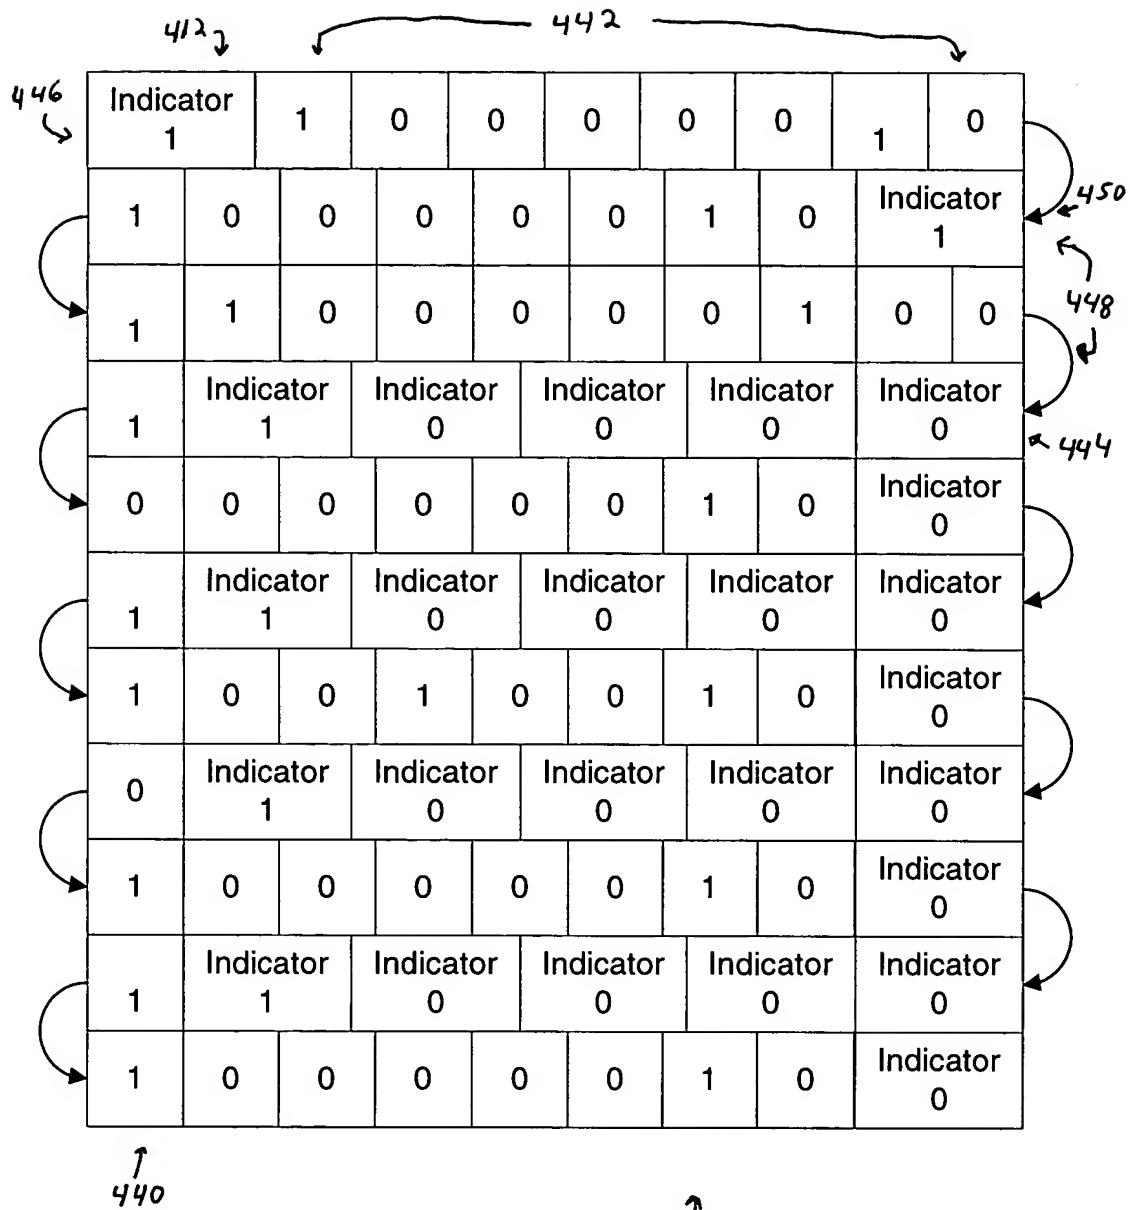 412 442
446 Indicator 1 0 0 0 0 0 1 0
1
1 0 0 0 0 0 1 0 Indicator 450
1
1 1 0 0 0 0 0 1 0 0 448
1 Indicator Indicator Indicator Indicator Indicator
1 0 0 0 0 444
0 0 0 0 0 0 1 0 Indicator
0
1 Indicator Indicator Indicator Indicator Indicator
1 0 0 0 0
1 0 0 1 0 0 1 0 Indicator
0
0 Indicator Indicator Indicator Indicator Indicator
1 0 0 0 0
1 0 0 0 0 0 1 0 Indicator
0
1 Indicator Indicator Indicator Indicator Indicator
1 0 0 0 0
1 0 0 0 0 0 1 0 Indicator
0
440